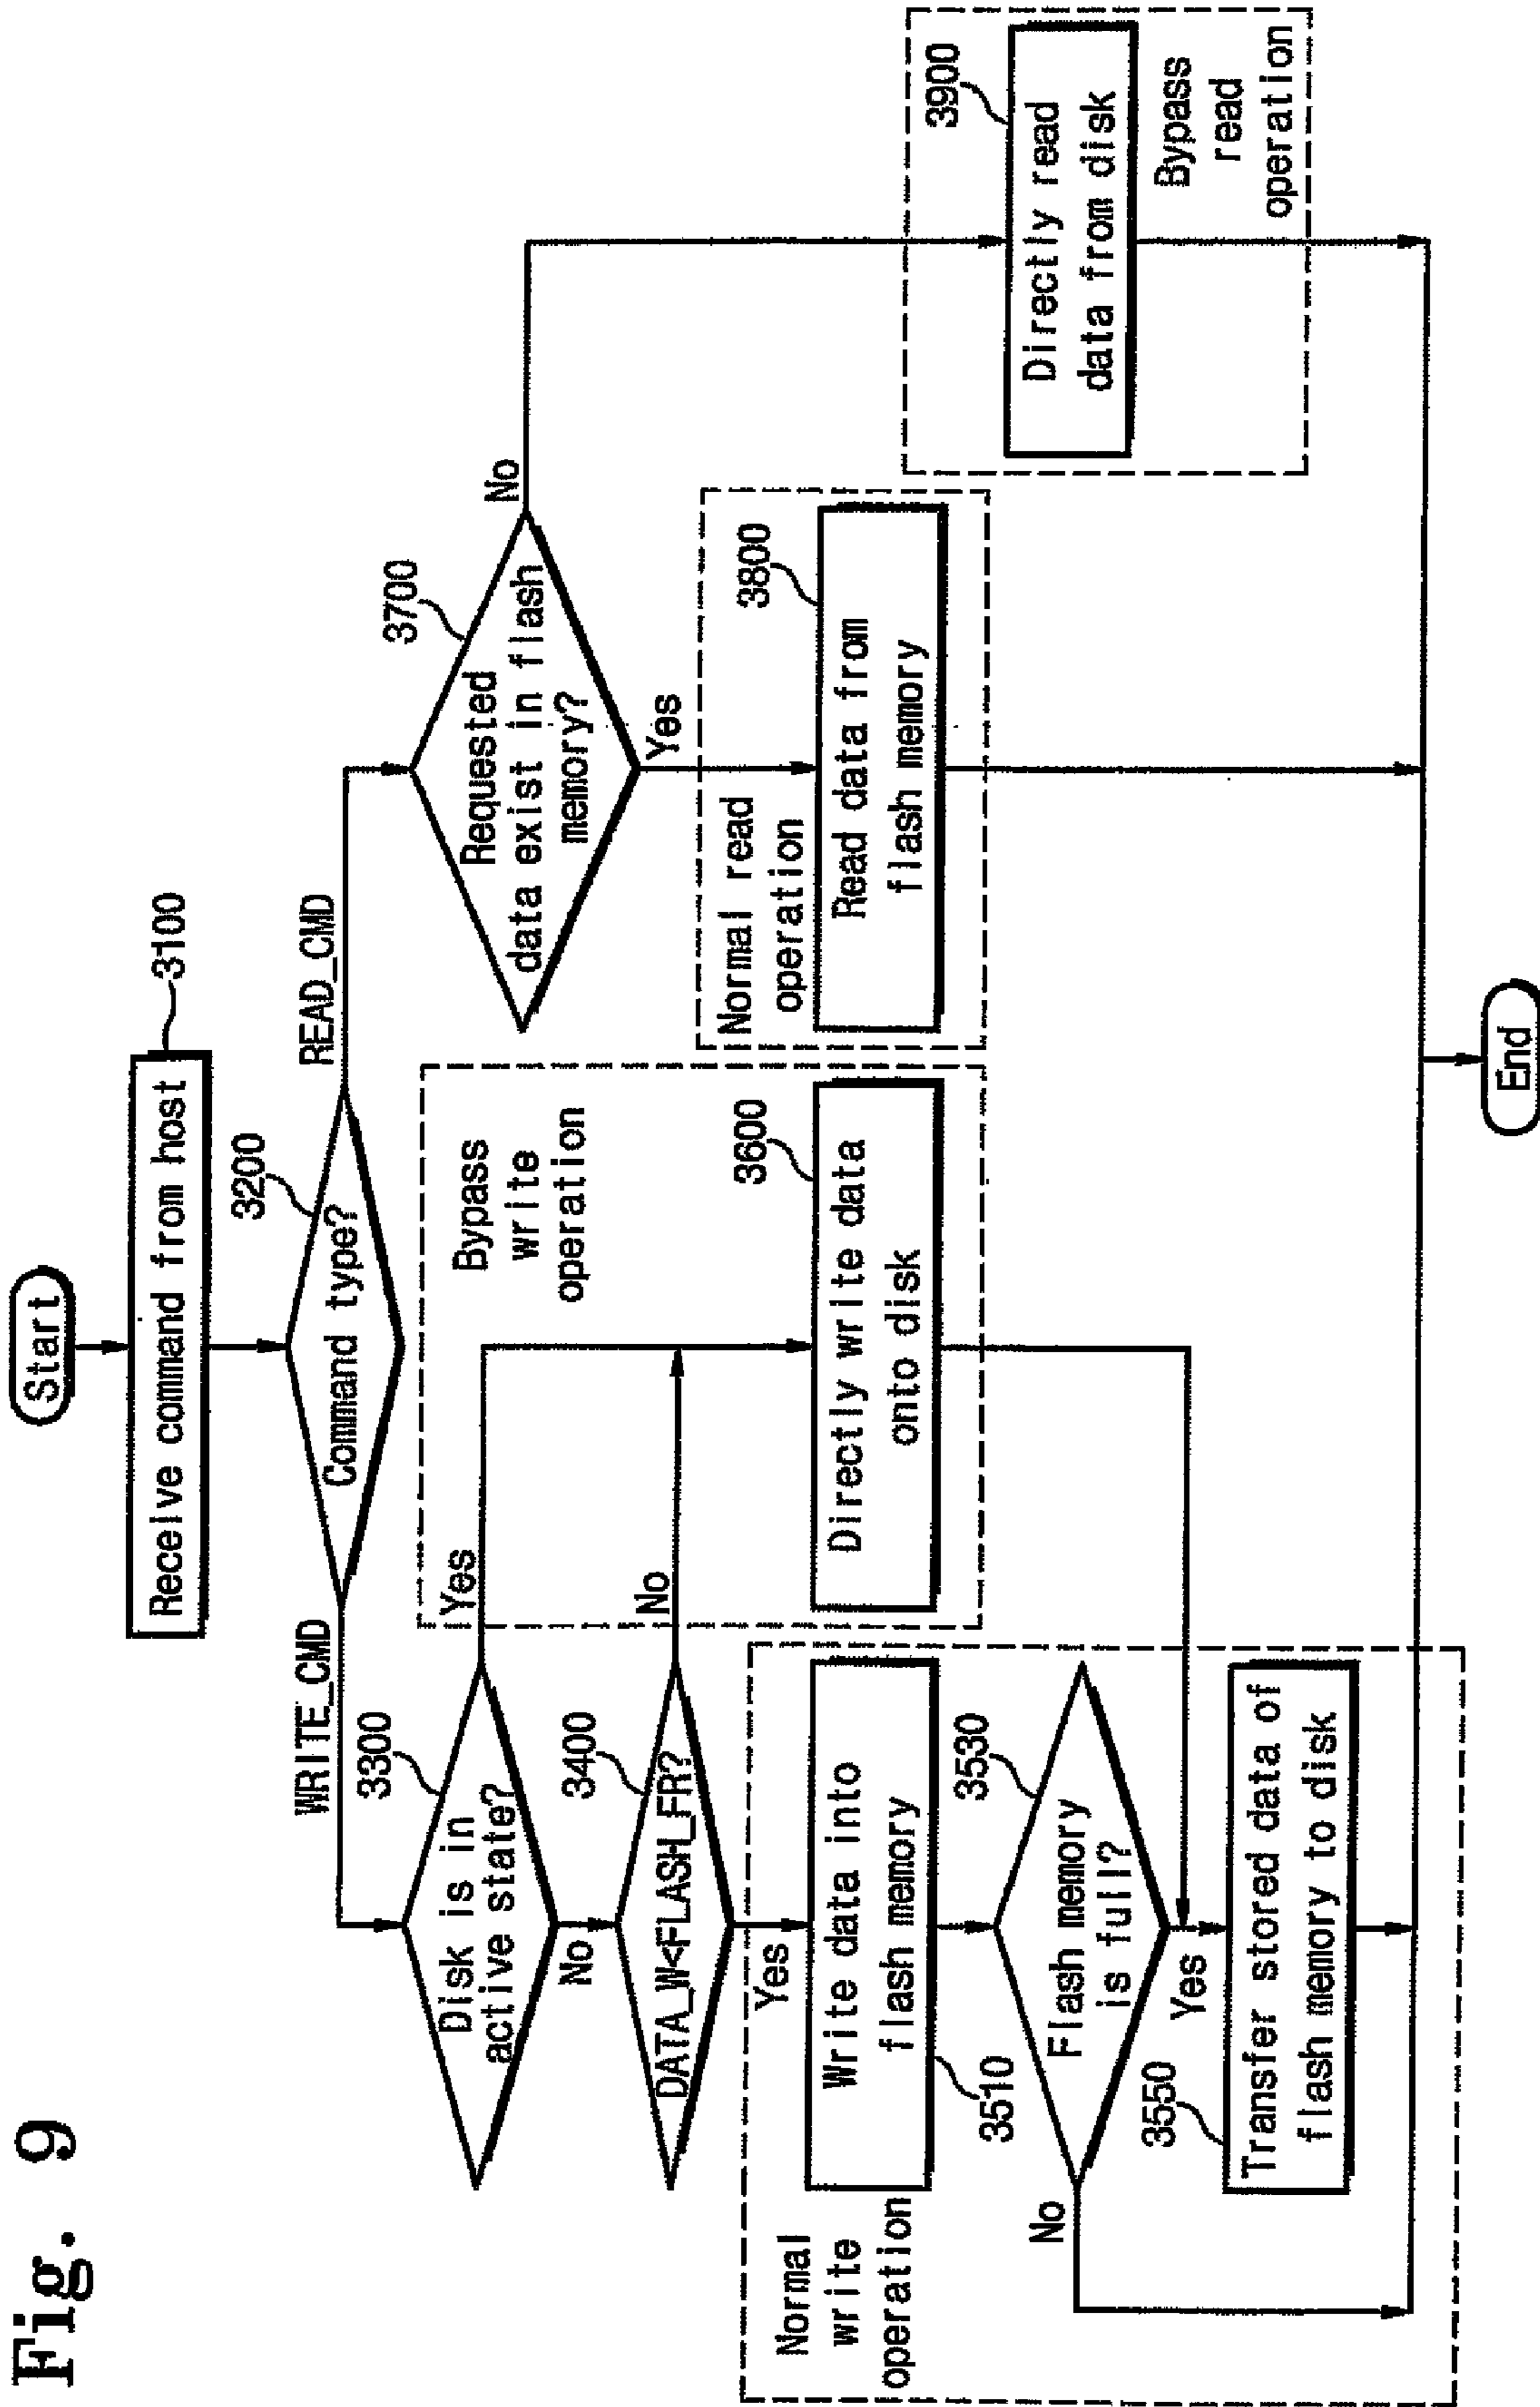 Fig. 9
Start
Receive command from host
3100
Command type?
3200
WRITE_CMD
READ_CMD
Disk is in
active state?
3300
Yes
No
DATA_W<FLASH_FR?
3400
No
Yes
Bypass
write
operation
Normal
write
operation
Write data into
flash memory
3510
Flash memory
is full?
3530
No
Yes
Transfer stored data of
flash memory to disk
3550
Directly write data
onto disk
3600
Requested
data exist in flash
memory?
3700
No
Yes
Normal read
operation
Read data from
flash memory
3800
Directly read
data from disk
3900
Bypass
read
operation
End